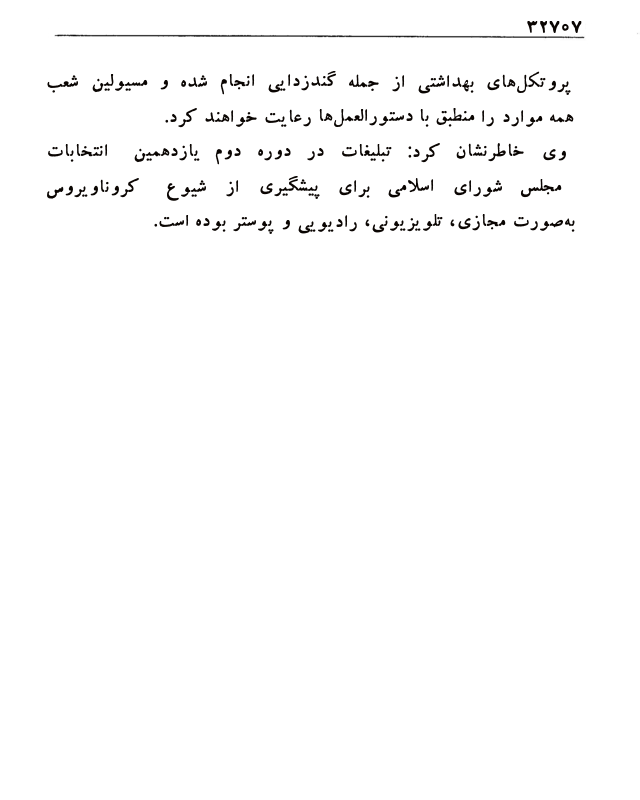 ۳۲۷۰۷
پروتکل‌های بهداشتی از جمله گندزدایی انجام شده و مسیولین شعب
همه موارد را منطبق با دستورالعمل‌ها رعایت خواهند کرد.
وی خاطرنشان کرد: تبلیغات در دوره دوم یازدهمین انتخابات
مجلس شورای اسلامی برای پیشگیری از شیوع کروناویروس
به‌صورت مجازی، تلویزیونی، رادیویی و پوستر بوده است.